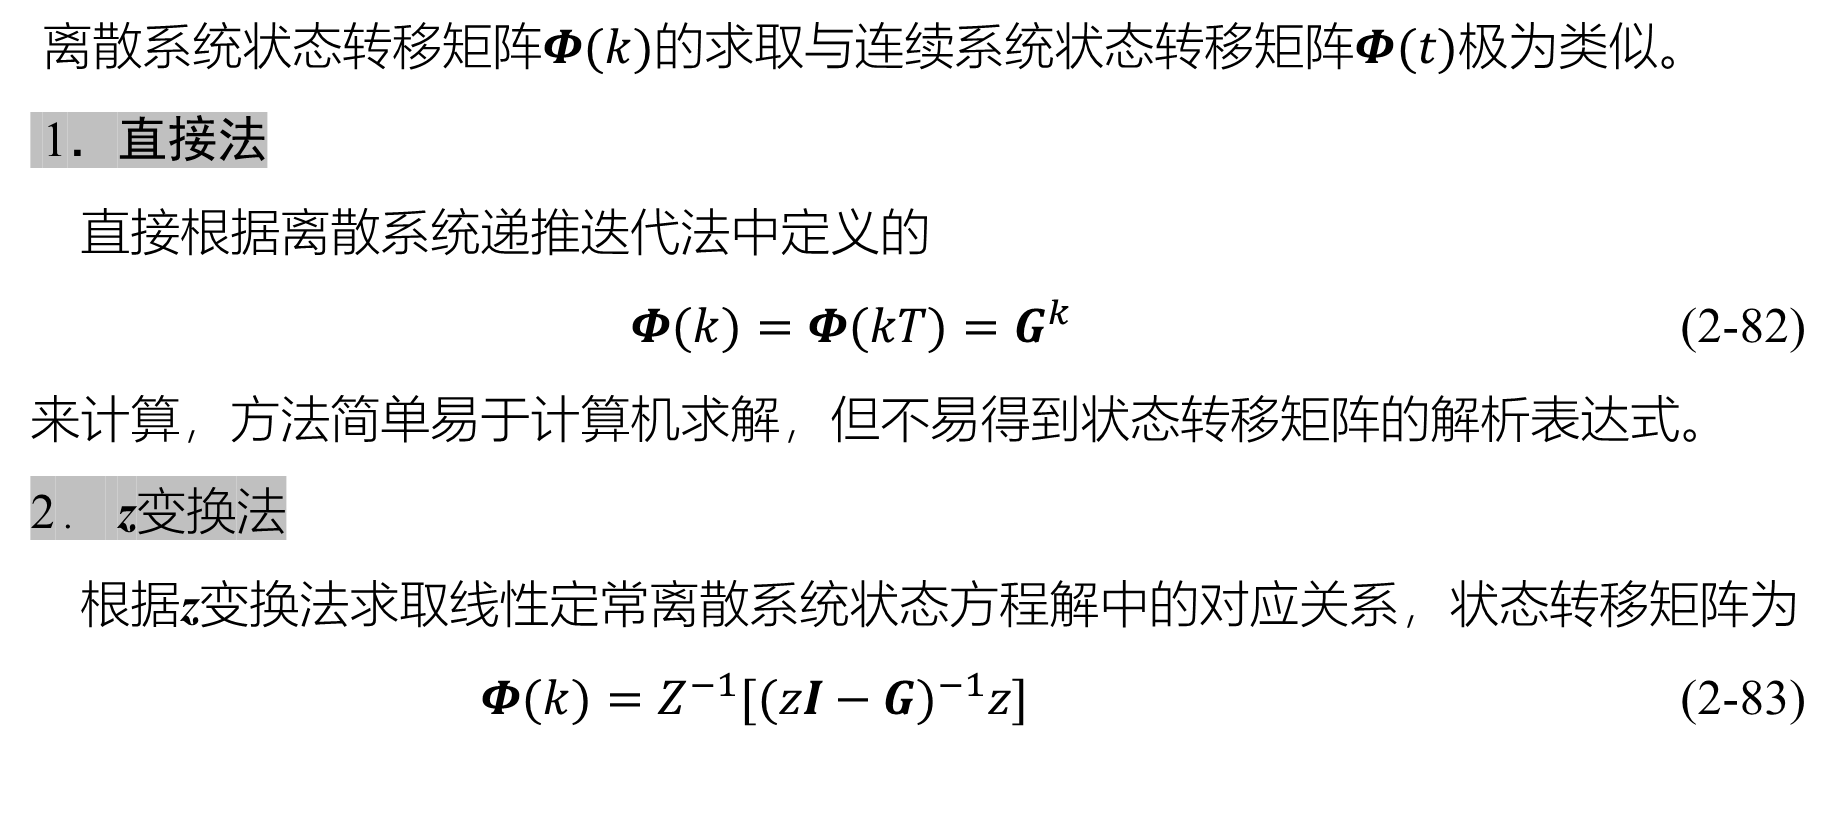 离散系统状态转移矩阵Φ(k)的求取与连续系统状态转移矩阵Φ(t)极为类似。
1．直接法
直接根据离散系统递推迭代法中定义的
Φ(k) = Φ(kT) = G^k (2-82)
来计算，方法简单易于计算机求解，但不易得到状态转移矩阵的解析表达式。
2． z变换法
根据z变换法求取线性定常离散系统状态方程解中的对应关系，状态转移矩阵为
Φ(k) = Z^{-1}[(zI − G)^{-1}z] (2-83)